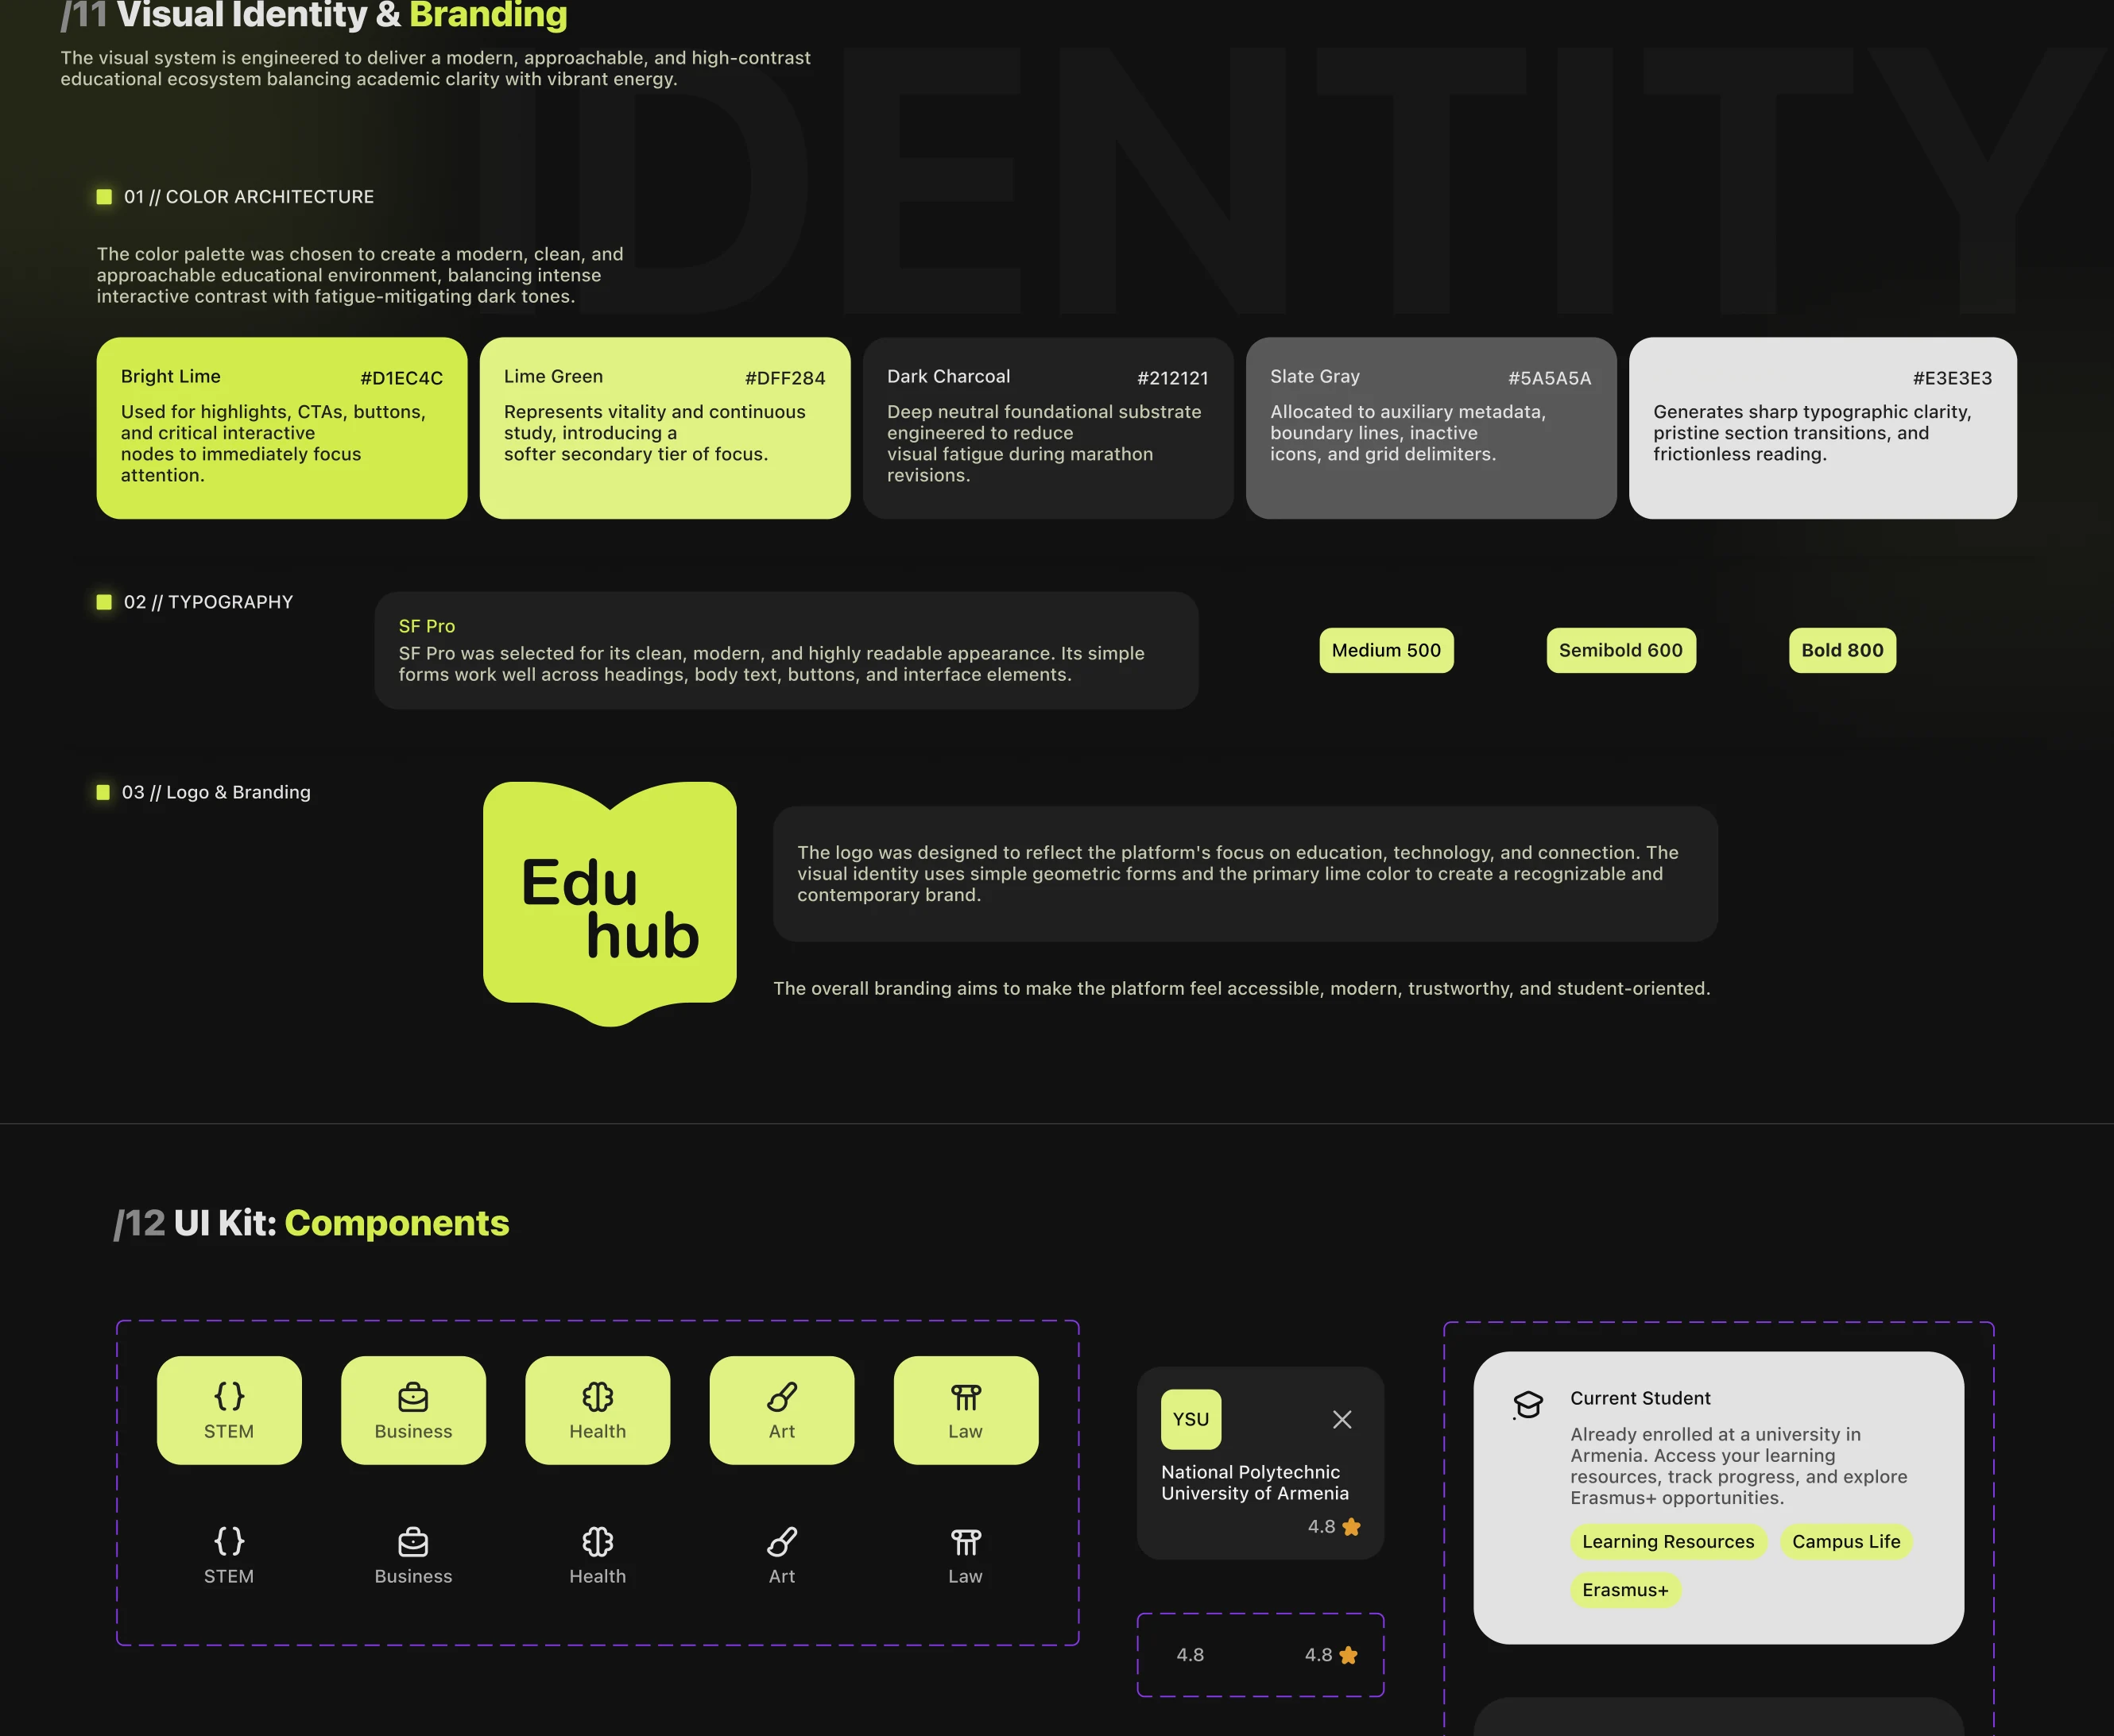 /11 Visual Identity & Branding
IDENTITY
The visual system is engineered to deliver a modern, approachable, and high-contrast
educational ecosystem balancing academic clarity with vibrant energy.
01 // COLOR ARCHITECTURE
The color palette was chosen to create a modern, clean, and
approachable educational environment, balancing intense
interactive contrast with fatigue-mitigating dark tones.
Bright Lime #D1EC4C
Used for highlights, CTAs, buttons,
and critical interactive
nodes to immediately focus
attention.
Lime Green #DFF284
Represents vitality and continuous
study, introducing a
softer secondary tier of focus.
Dark Charcoal #212121
Deep neutral foundational substrate
engineered to reduce
visual fatigue during marathon
revisions.
Slate Gray #5A5A5A
Allocated to auxiliary metadata,
boundary lines, inactive
icons, and grid delimiters.
#E3E3E3
Generates sharp typographic clarity,
pristine section transitions, and
frictionless reading.
02 // TYPOGRAPHY
SF Pro
SF Pro was selected for its clean, modern, and highly readable appearance. Its simple
forms work well across headings, body text, buttons, and interface elements.
Medium 500
Semibold 600
Bold 800
03 // Logo & Branding
Edu
hub
The logo was designed to reflect the platform's focus on education, technology, and connection. The
visual identity uses simple geometric forms and the primary lime color to create a recognizable and
contemporary brand.
The overall branding aims to make the platform feel accessible, modern, trustworthy, and student-oriented.
/12 UI Kit: Components
STEM
Business
Health
Art
Law
STEM
Business
Health
Art
Law
YSU
National Polytechnic
University of Armenia
4.8
4.8
4.8
Current Student
Already enrolled at a university in
Armenia. Access your learning
resources, track progress, and explore
Erasmus+ opportunities.
Learning Resources
Campus Life
Erasmus+